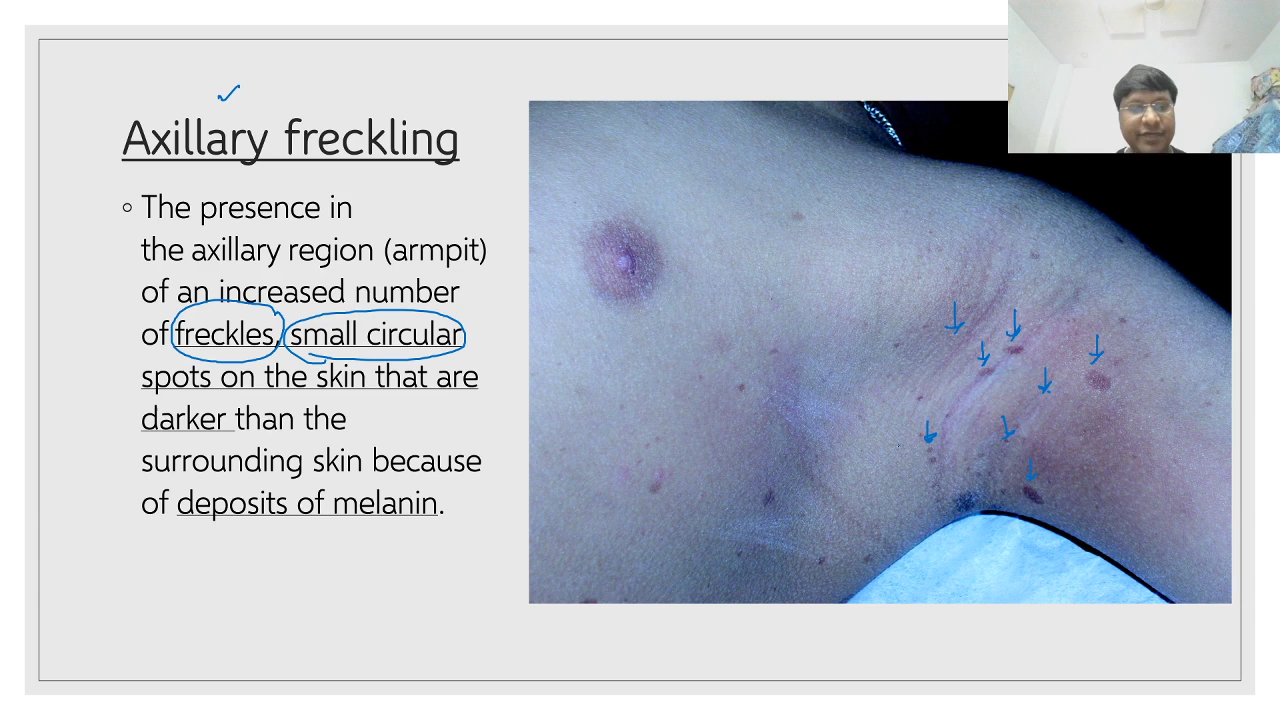 Axillary freckling
The presence in
the axillary region (armpit)
of an increased number
of freckles, small circular
spots on the skin that are
darker than the
surrounding skin because
of deposits of melanin.